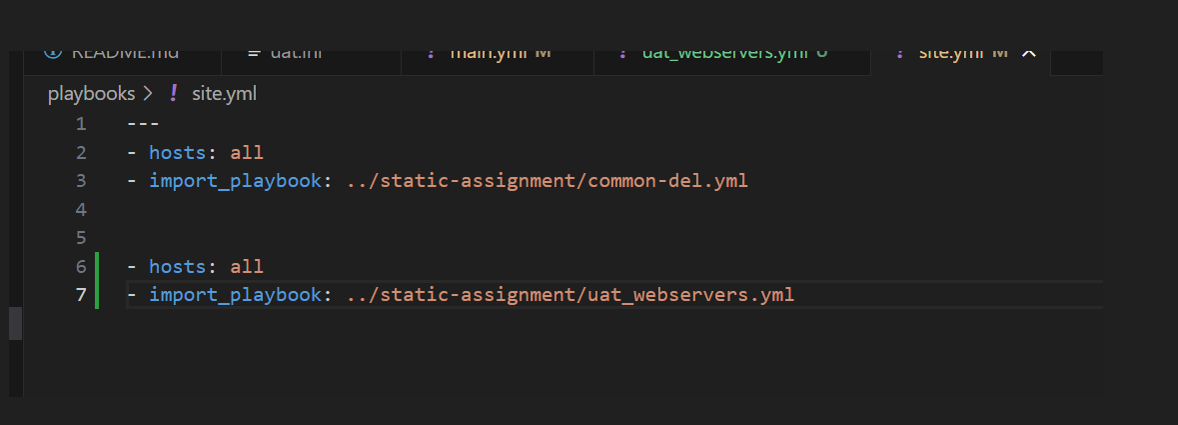 README.md uat.ini ! main.yml M ! uat_webservers.yml U ! site.yml M ×
playbooks > ! site.yml
1 ---
2 - hosts: all
3 - import_playbook: ../static-assignment/common-del.yml
4
5
6 - hosts: all
7 - import_playbook: ../static-assignment/uat_webservers.yml